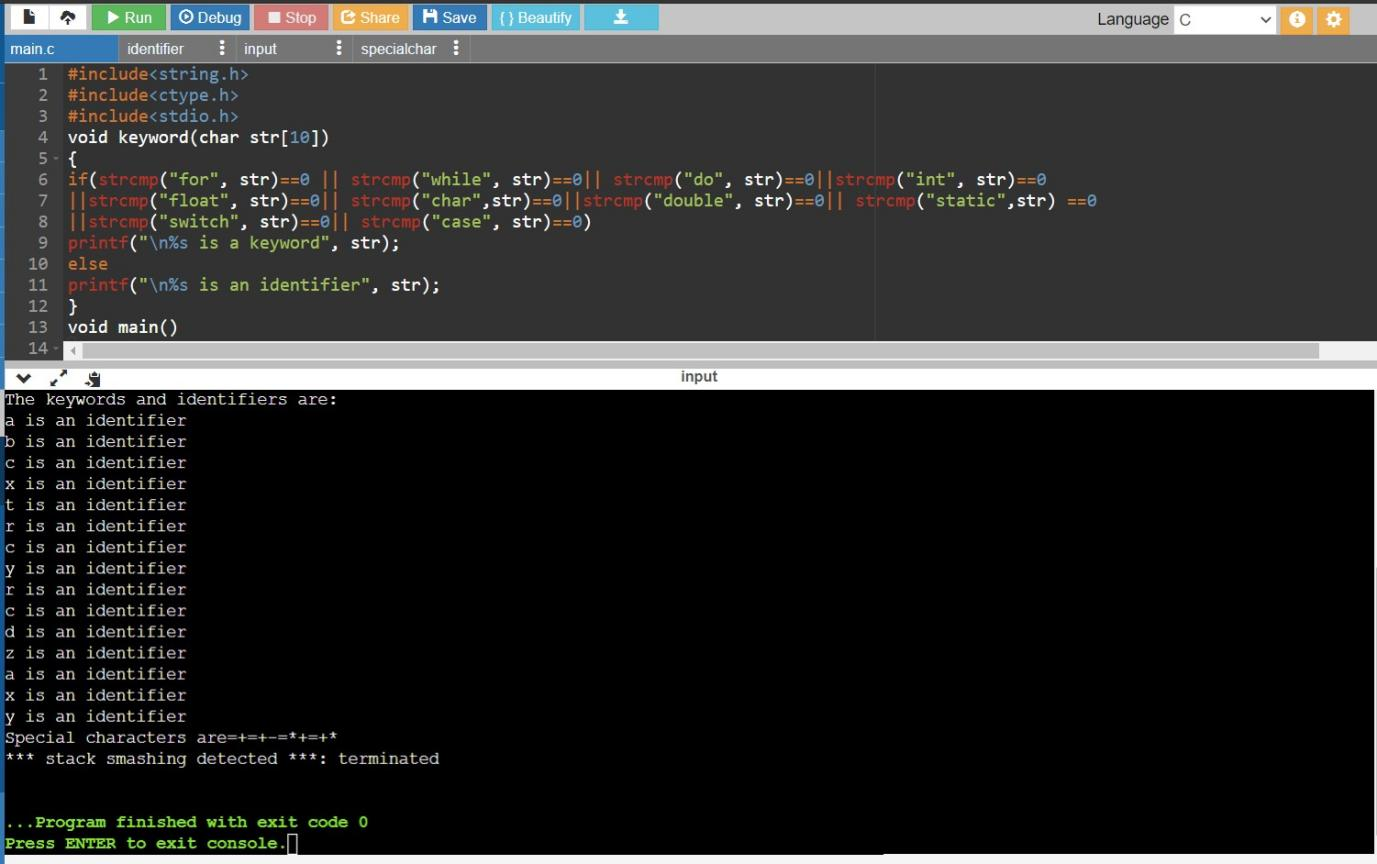 Run Debug Stop Share Save { } Beautify Language C
main.c identifier input specialchar
1 #include<string.h>
2 #include<ctype.h>
3 #include<stdio.h>
4 void keyword(char str[10])
5 {
6 if(strcmp("for", str)==0 || strcmp("while", str)==0|| strcmp("do", str)==0||strcmp("int", str)==0
7 ||strcmp("float", str)==0|| strcmp("char",str)==0||strcmp("double", str)==0|| strcmp("static",str) ==0
8 ||strcmp("switch", str)==0|| strcmp("case", str)==0)
9 printf("\n%s is a keyword", str);
10 else
11 printf("\n%s is an identifier", str);
12 }
13 void main()
14
input
The keywords and identifiers are:
a is an identifier
b is an identifier
c is an identifier
x is an identifier
t is an identifier
r is an identifier
c is an identifier
y is an identifier
r is an identifier
c is an identifier
d is an identifier
z is an identifier
a is an identifier
x is an identifier
y is an identifier
Special characters are=+=+-=*+=+*
*** stack smashing detected ***: terminated
...Program finished with exit code 0
Press ENTER to exit console.